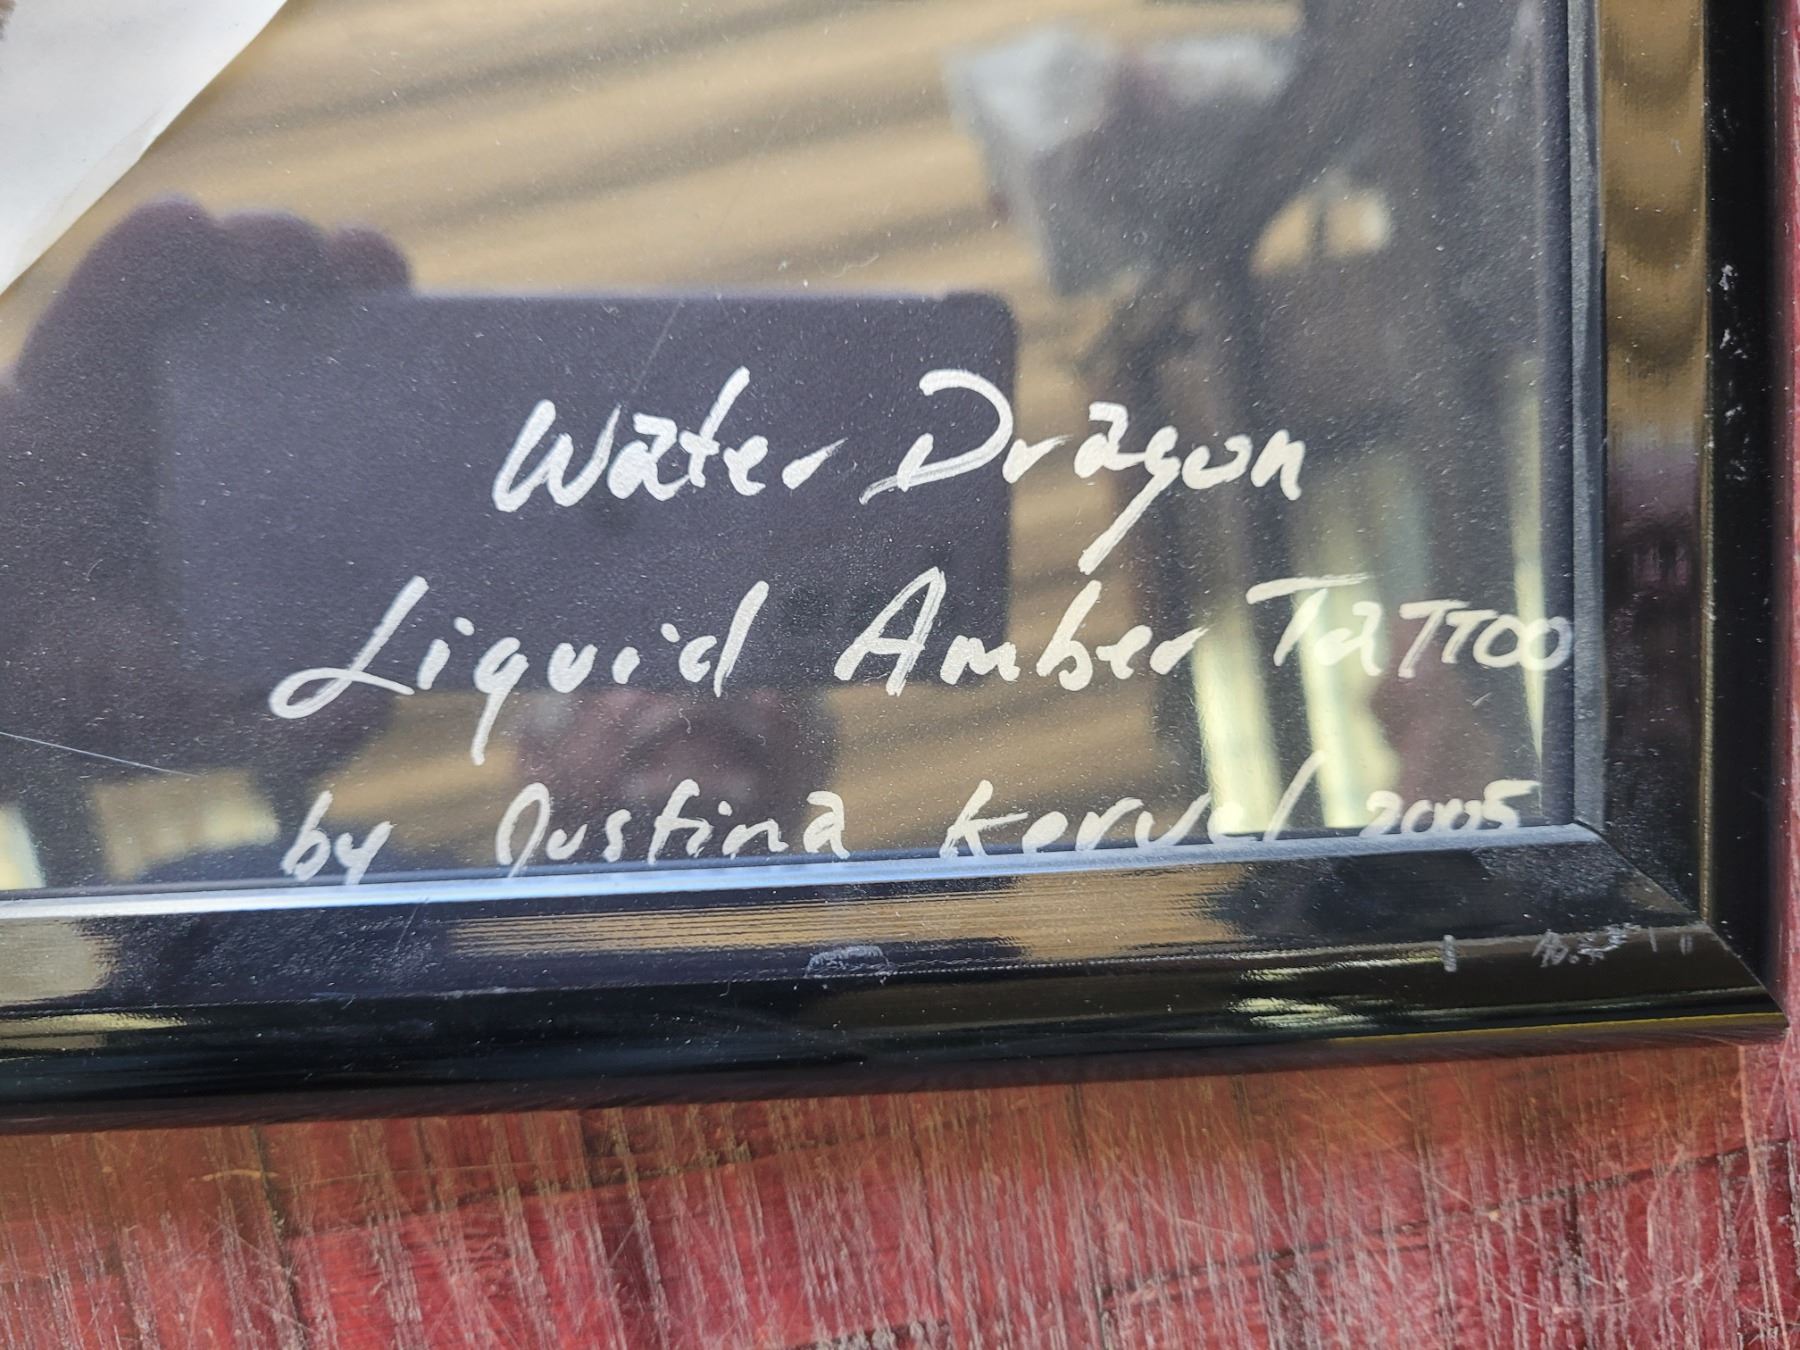 Water Dragon
Liquid Amber TaTTOO
by Justina Kervel 2005